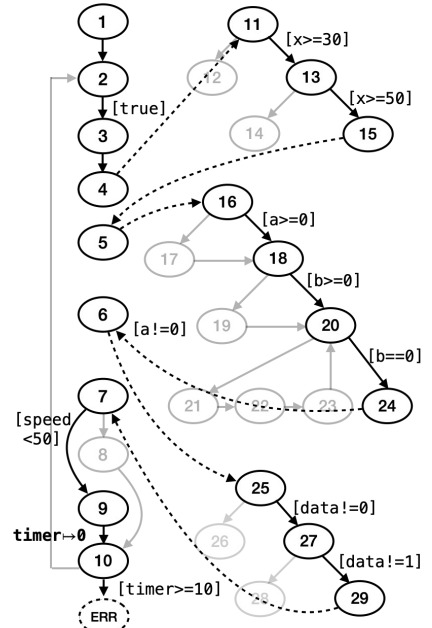 1
11
[x>=30]
2
12
13
[true]
[x>=50]
3
14
15
4
16
[a>=0]
5
17
18
[b>=0]
6
[a!=0]
19
20
[b==0]
7
21
22
23
24
[speed
<50]
8
25
[data!=0]
9
26
27
timer↦0
[data!=1]
10
[timer>=10]
28
29
ERR